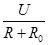 U
R + R₀